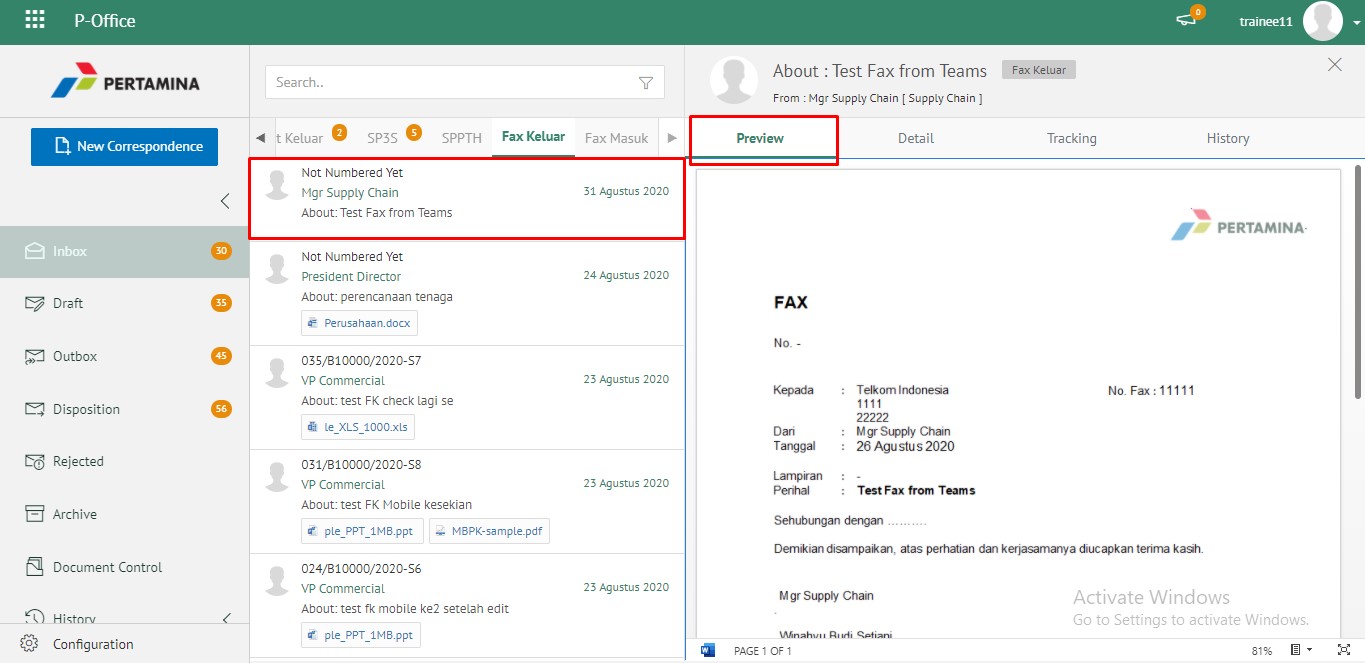 P-Office
0
trainee11
PERTAMINA
New Correspondence
Inbox 30
Draft 35
Outbox 45
Disposition 56
Rejected
Archive
Document Control
History
Configuration
Search..
t Keluar 2 SP3S 5 SPPTH Fax Keluar Fax Masuk
Not Numbered Yet
Mgr Supply Chain 31 Agustus 2020
About: Test Fax from Teams
Not Numbered Yet
President Director 24 Agustus 2020
About: perencanaan tenaga
Perusahaan.docx
035/B10000/2020-S7
VP Commercial 23 Agustus 2020
About: test FK check lagi se
le_XLS_1000.xls
031/B10000/2020-S8
VP Commercial 23 Agustus 2020
About: test FK Mobile kesekian
ple_PPT_1MB.ppt MBPK-sample.pdf
024/B10000/2020-S6
VP Commercial 23 Agustus 2020
About: test fk mobile ke2 setelah edit
ple_PPT_1MB.ppt
About : Test Fax from Teams Fax Keluar
From : Mgr Supply Chain [ Supply Chain ]
Preview Detail Tracking History
PERTAMINA
FAX
No. -
Kepada : Telkom Indonesia No. Fax : 11111
1111
22222
Dari : Mgr Supply Chain
Tanggal : 26 Agustus 2020
Lampiran : -
Perihal : Test Fax from Teams
Sehubungan dengan ..........
Demikian disampaikan, atas perhatian dan kerjasamanya diucapkan terima kasih.
Mgr Supply Chain
Winahyu Budi Setiani
Activate Windows
Go to Settings to activate Windows.
PAGE 1 OF 1 81%